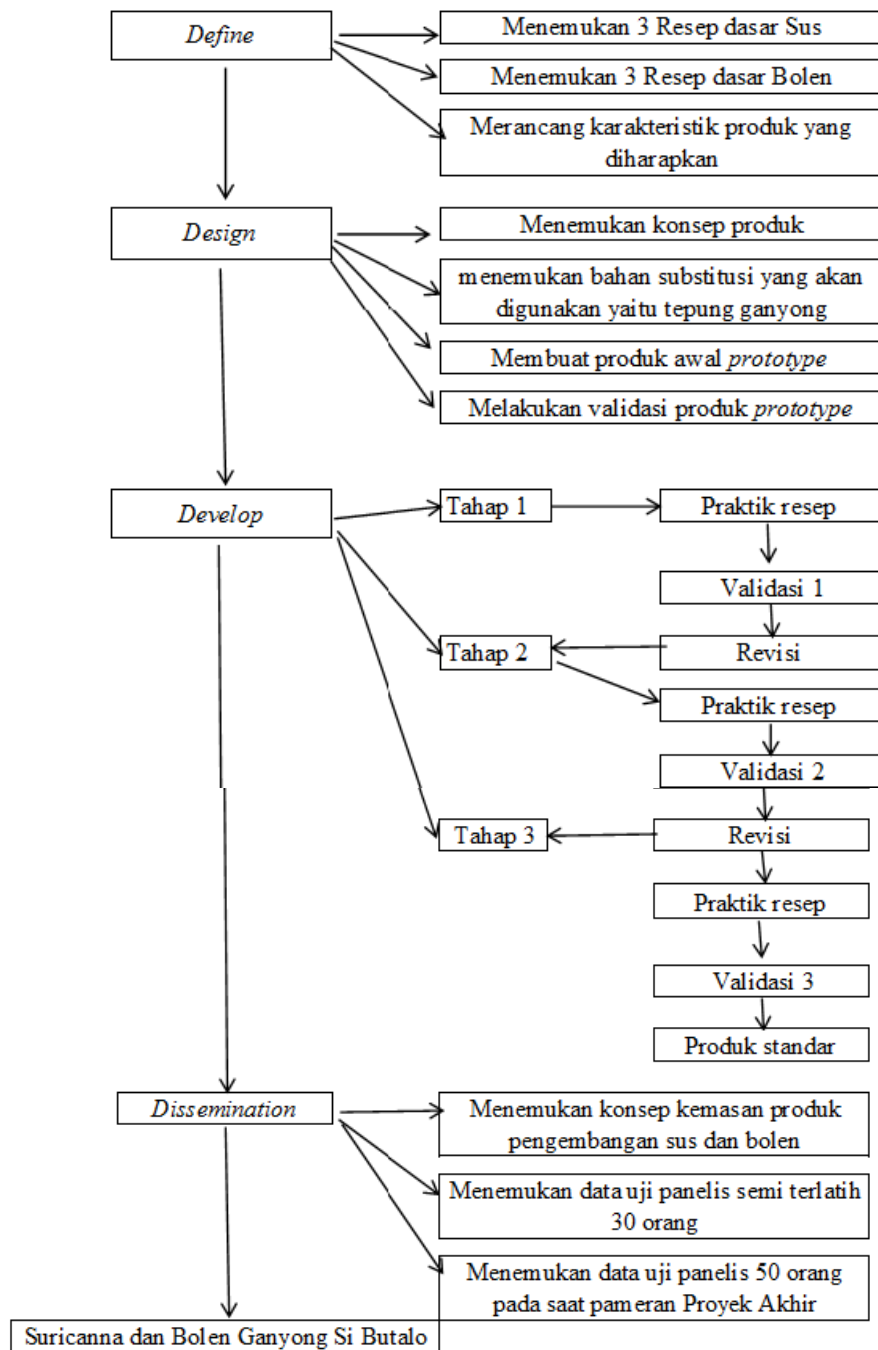 Define
Menemukan 3 Resep dasar Sus
Menemukan 3 Resep dasar Bolen
Merancang karakteristik produk yang
diharapkan
Design
Menemukan konsep produk
menemukan bahan substitusi yang akan
digunakan yaitu tepung ganyong
Membuat produk awal prototype
Melakukan validasi produk prototype
Develop
Tahap 1
Praktik resep
Validasi 1
Tahap 2
Revisi
Praktik resep
Validasi 2
Tahap 3
Revisi
Praktik resep
Validasi 3
Produk standar
Dissemination
Menemukan konsep kemasan produk
pengembangan sus dan bolen
Menemukan data uji panelis semi terlatih
30 orang
Menemukan data uji panelis 50 orang
pada saat pameran Proyek Akhir
Suricanna dan Bolen Ganyong Si Butalo